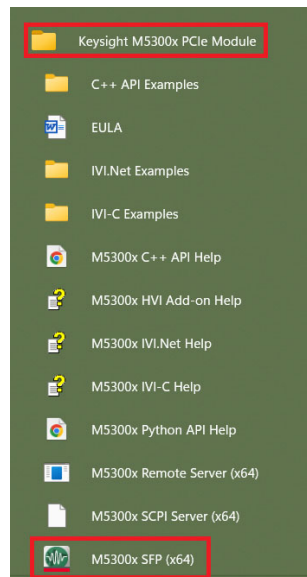 Keysight M5300x PCIe Module
C++ API Examples
EULA
IVI.Net Examples
IVI-C Examples
M5300x C++ API Help
M5300x HVI Add-on Help
M5300x IVI.Net Help
M5300x IVI-C Help
M5300x Python API Help
M5300x Remote Server (x64)
M5300x SCPI Server (x64)
M5300x SFP (x64)